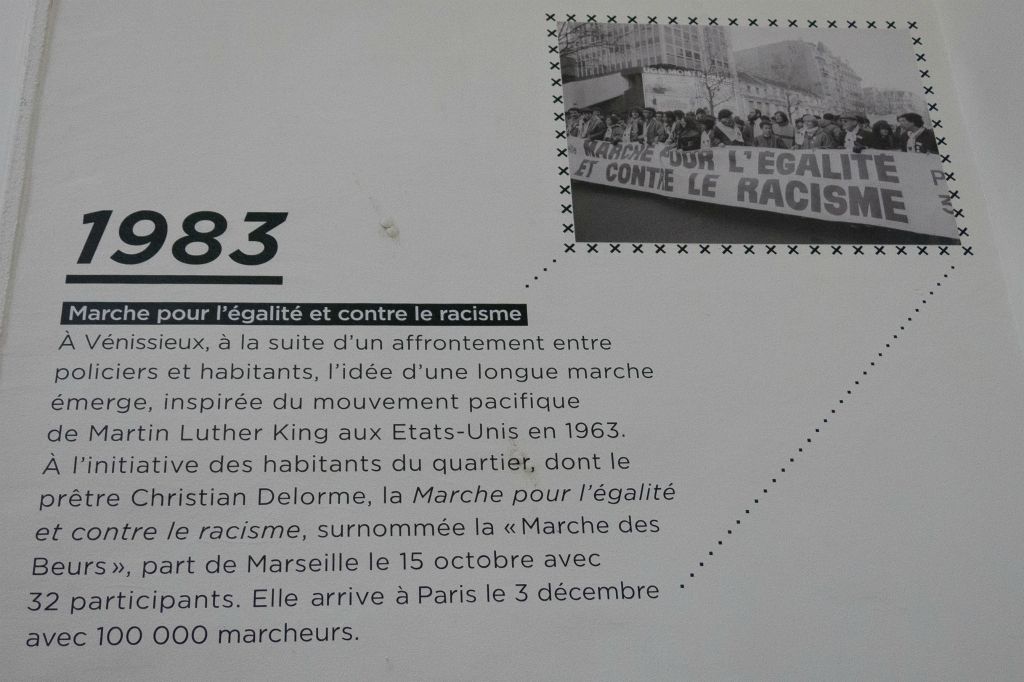 MARCHE POUR L'ÉGALITÉ
ET CONTRE LE RACISME
1983
Marche pour l'égalité et contre le racisme
À Vénissieux, à la suite d'un affrontement entre
policiers et habitants, l'idée d'une longue marche
émerge, inspirée du mouvement pacifique
de Martin Luther King aux Etats-Unis en 1963.
À l'initiative des habitants du quartier, dont le
prêtre Christian Delorme, la Marche pour l'égalité
et contre le racisme, surnommée la « Marche des
Beurs », part de Marseille le 15 octobre avec
32 participants. Elle arrive à Paris le 3 décembre
avec 100 000 marcheurs.